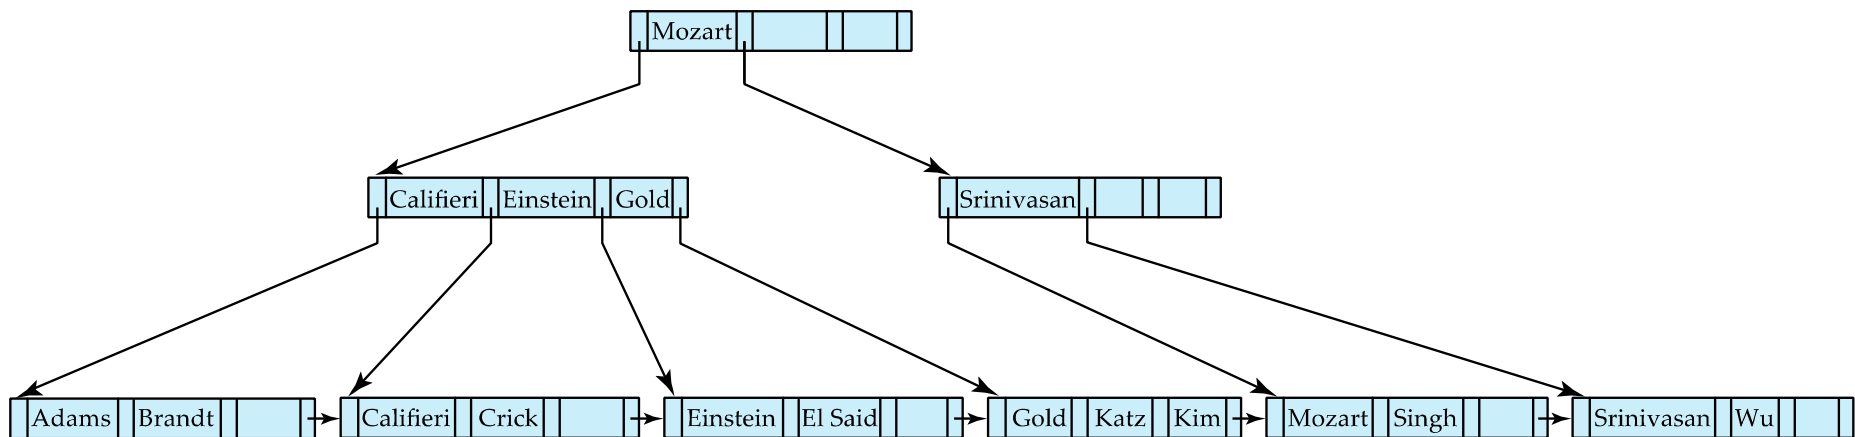 Mozart
Califieri Einstein Gold Srinivasan
Adams Brandt Califieri Crick Einstein El Said Gold Katz Kim Mozart Singh Srinivasan Wu